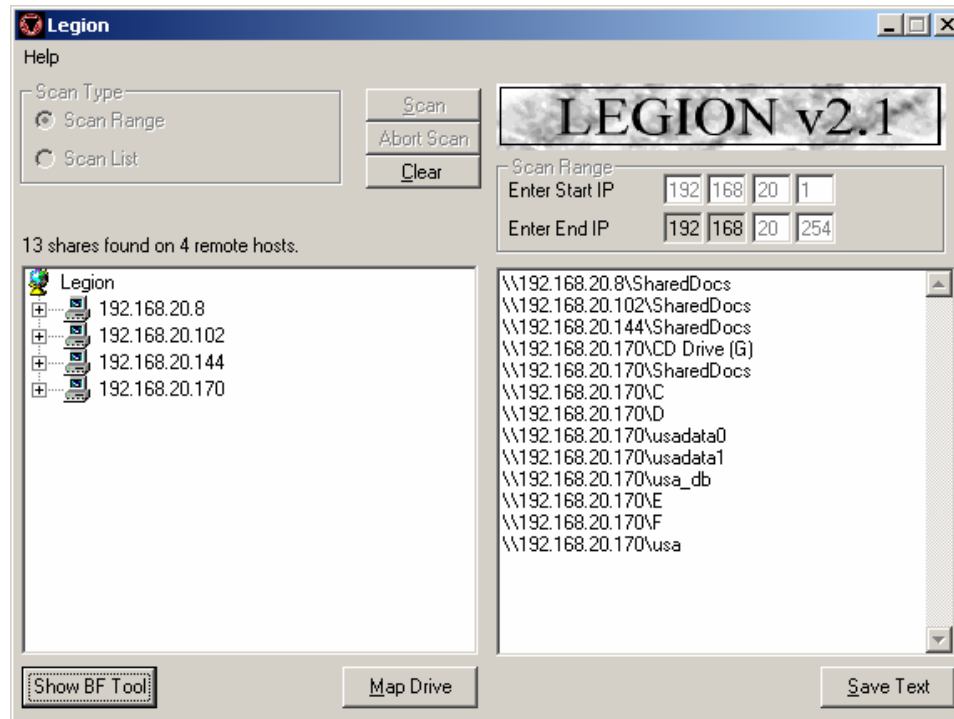 Legion
Help
Scan Type
Scan Range
Scan List
Scan
Abort Scan
Clear
LEGION v2.1
Scan Range
Enter Start IP 192 168 20 1
Enter End IP 192 168 20 254
13 shares found on 4 remote hosts.
Legion
192.168.20.8
192.168.20.102
192.168.20.144
192.168.20.170
\\192.168.20.8\SharedDocs
\\192.168.20.102\SharedDocs
\\192.168.20.144\SharedDocs
\\192.168.20.170\CD Drive (G)
\\192.168.20.170\SharedDocs
\\192.168.20.170\C
\\192.168.20.170\D
\\192.168.20.170\usadata0
\\192.168.20.170\usadata1
\\192.168.20.170\usa_db
\\192.168.20.170\E
\\192.168.20.170\F
\\192.168.20.170\usa
Show BF Tool
Map Drive
Save Text